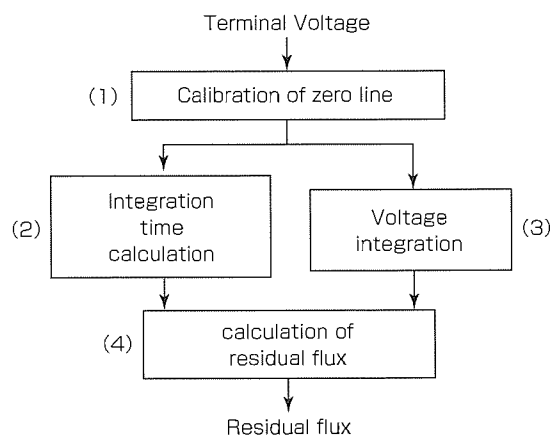 Terminal Voltage
(1)
Calibration of zero line
(2)
Integration
time
calculation
Voltage
integration
(3)
(4)
calculation of
residual flux
Residual flux